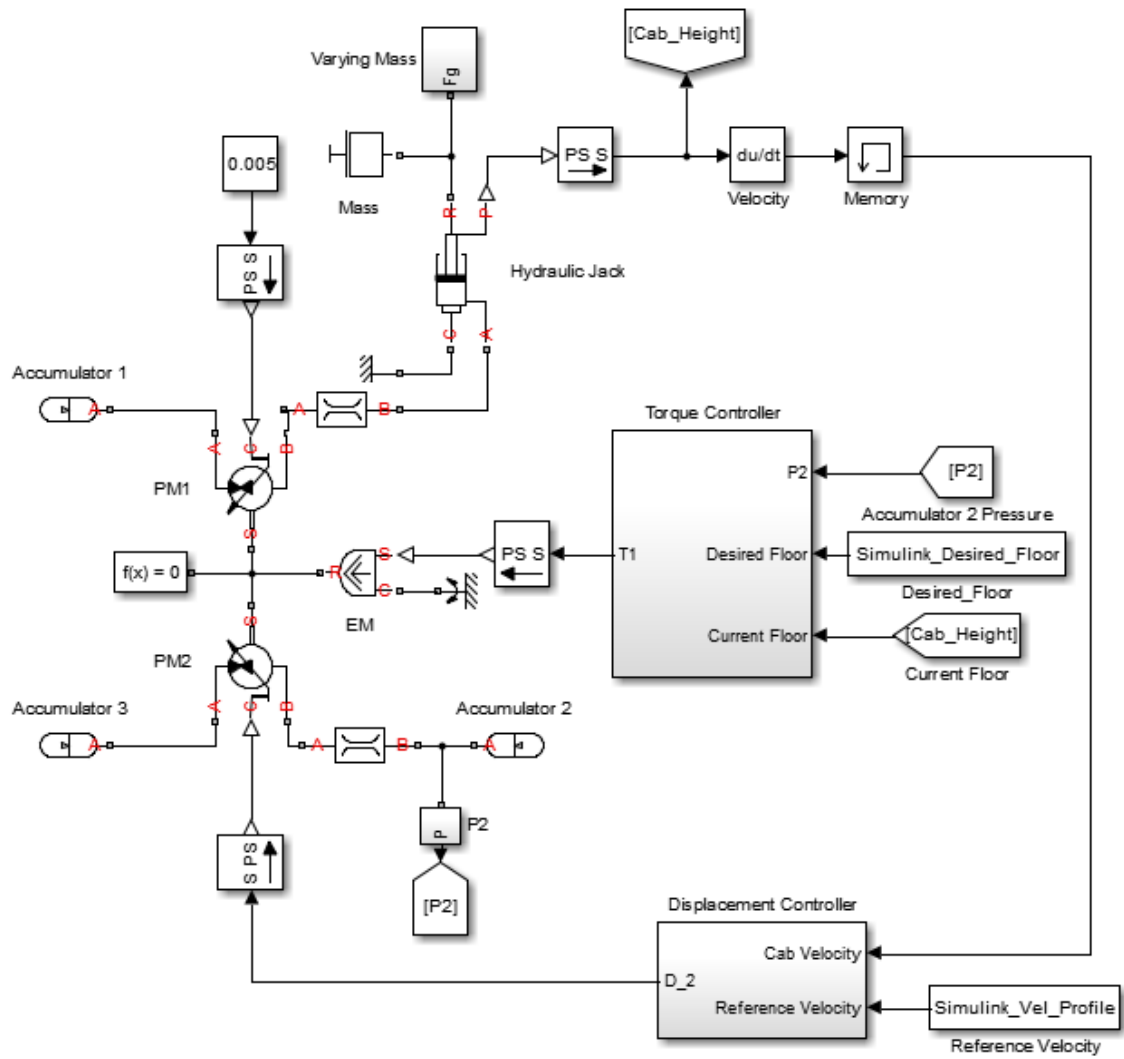 [Cab_Height]
Varying Mass
Fg
0.005
PS S
du/dt
Mass
R
P
Velocity
Memory
PS S
Hydraulic Jack
C
A
Accumulator 1
A
A
B
Torque Controller
A
C
B
P2
[P2]
PM1
Accumulator 2 Pressure
S
PS S
S
T1
Desired Floor
Simulink_Desired_Floor
f(x) = 0
R
C
Desired_Floor
EM
S
Current Floor
[Cab_Height]
PM2
Current Floor
Accumulator 3
A
C
B
Accumulator 2
A
A
B
A
P
P2
S PS
[P2]
Displacement Controller
Cab Velocity
D_2
Reference Velocity
Simulink_Vel_Profile
Reference Velocity